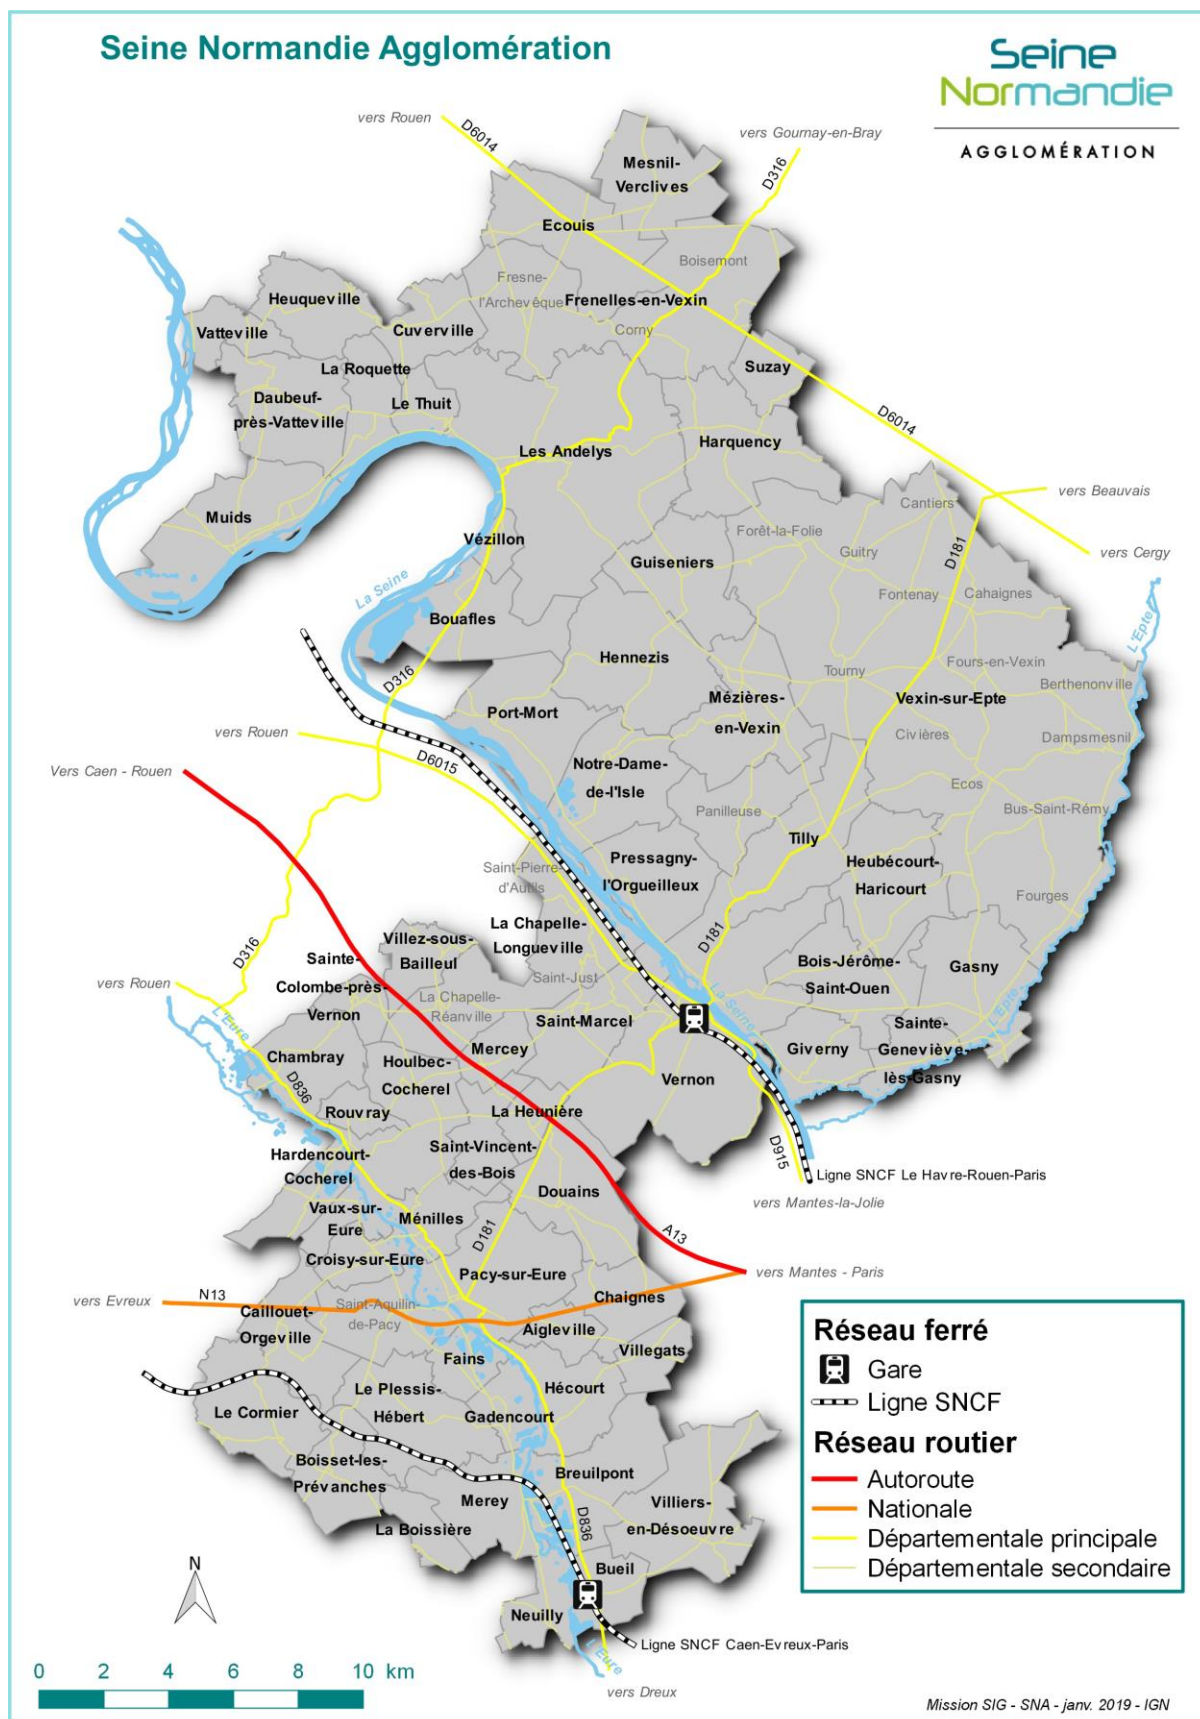 Seine Normandie Agglomération
Seine
Normandie
AGGLOMÉRATION
vers Rouen
D6014
vers Gournay-en-Bray
D316
Mesnil-
Verclives
Ecouis
Boisemont
Fresne-
l'Archevêque
Frenelles-en-Vexin
Corny
Heuqueville
Vatteville
Cuverville
La Roquette
Suzay
Daubeuf-
près-Vatteville
Le Thuit
D6014
Les Andelys
Harquency
vers Beauvais
Cantiers
Muids
Forêt-la-Folie
Vézillon
Guitry
D181
vers Cergy
Guiseniers
La Seine
Fontenay
Cahaignes
Bouafles
L'Epte
Hennezis
Fours-en-Vexin
D316
Tourny
Berthenonville
Mézières-
en-Vexin
Vexin-sur-Epte
Port-Mort
vers Rouen
Civières
Dampsmesnil
D6015
Vers Caen - Rouen
Notre-Dame-
de-l'Isle
Ecos
Panilleuse
Bus-Saint-Rémy
Tilly
Saint-Pierre-
d'Autils
Pressagny-
l'Orgueilleux
Heubécourt-
Haricourt
Fourges
La Chapelle-
Longueville
D181
Villez-sous-
Bailleul
D316
Sainte-
Colombe-près-
Vernon
Bois-Jérôme-
Saint-Ouen
Gasny
vers Rouen
Saint-Just
La Chapelle-
Réanville
La Seine
L'Epte
L'Eure
Saint-Marcel
Sainte-
Geneviève-
lès-Gasny
Mercey
Giverny
Chambray
Houlbec-
Cocherel
Vernon
D836
Rouvray
La Heunière
D915
Hardencourt-
Cocherel
Saint-Vincent-
des-Bois
Ligne SNCF Le Havre-Rouen-Paris
Douains
vers Mantes-la-Jolie
Vaux-sur-
Eure
Ménilles
D181
A13
Croisy-sur-Eure
Pacy-sur-Eure
vers Mantes - Paris
vers Evreux
N13
Chaignes
Caillouet-
Orgeville
Saint-Aquilin-
de-Pacy
Aigleville
Villegats
Fains
Hécourt
Le Plessis-
Hébert
Le Cormier
Gadencourt
Boisset-les-
Prévanches
Breuilpont
Merey
Villiers-
en-Désoeuvre
La Boissière
D836
Bueil
Neuilly
L'Eure
Ligne SNCF Caen-Evreux-Paris
vers Dreux
Réseau ferré
Gare
Ligne SNCF
Réseau routier
Autoroute
Nationale
Départementale principale
Départementale secondaire
N
0 2 4 6 8 10 km
Mission SIG - SNA - janv. 2019 - IGN